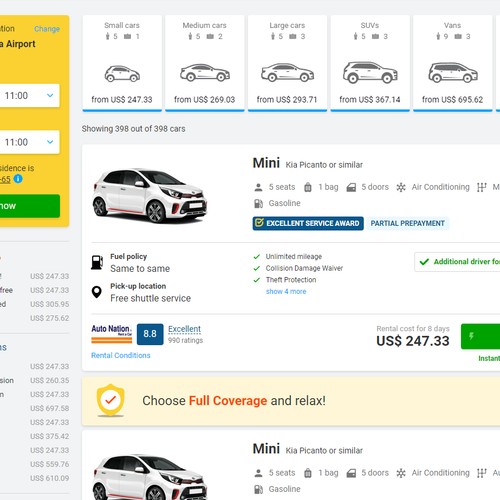 ation Change
a Airport
11:00
11:00
sidence is
-65
now
US$ 247.33
free US$ 247.33
ed US$ 305.95
US$ 275.62
ns
US$ 247.33
sion US$ 260.35
m US$ 247.33
US$ 697.58
US$ 247.33
US$ 375.42
US$ 247.33
US$ 559.76
US$ 610.09
Small cars
5 1
from US$ 247.33
Medium cars
5 2
from US$ 269.03
Large cars
5 3
from US$ 293.71
SUVs
5 3
from US$ 367.14
Vans
9 3
from US$ 695.62
Showing 398 out of 398 cars
Mini Kia Picanto or similar
5 seats 1 bag 5 doors Air Conditioning M
Gasoline
EXCELLENT SERVICE AWARD PARTIAL PREPAYMENT
Fuel policy
Same to same
Pick-up location
Free shuttle service
Unlimited mileage
Collision Damage Waiver
Theft Protection
show 4 more
Additional driver fo
Auto Nation
Rent a Car
8.8
Excellent
990 ratings
Rental Conditions
Rental cost for 8 days
US$ 247.33
Instant
Choose Full Coverage and relax!
Mini Kia Picanto or similar
5 seats 1 bag 5 doors Air Conditioning Au
Gasoline